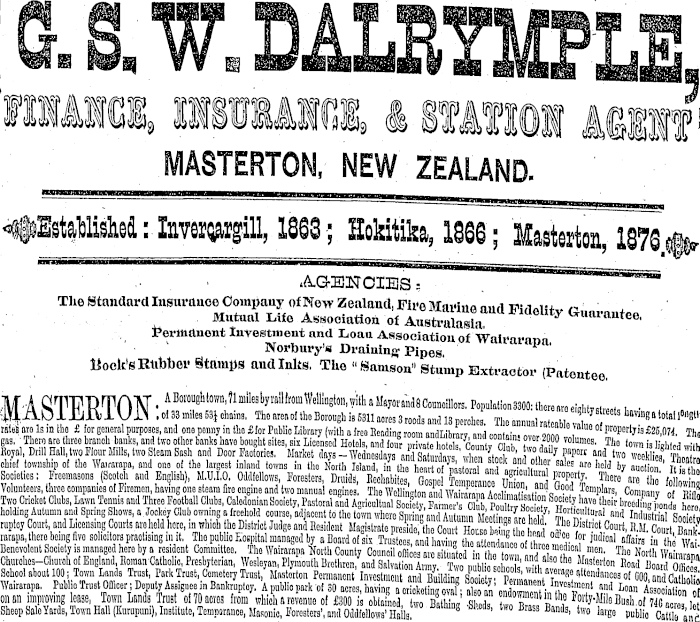 G. S. W. DALRYMPLE,
FINANCE, INSURANCE, & STATION AGENT
MASTERTON, NEW ZEALAND.
Established : Invercargill, 1863 ; Hokitika, 1866 ; Masterton, 1876.
AGENCIES :
The Standard Insurance Company of New Zealand, Fire Marine and Fidelity Guarantee.
Mutual Life Association of Australasia.
Permanent Investment and Loan Association of Wairarapa.
Norbury's Draining Pipes.
Bock's Rubber Stamps and Inks. The "Samson" Stump Extractor (Patentee.
MASTERTON : A Borough town, 71 miles by rail from Wellington, with a Mayor and 8 Councillors. Population 3300: there are eighty streets having a total length
of 33 miles 53½ chains. The area of the Borough is 5311 acres 3 roods and 13 perches. The annual rateable value of property is £25,074. The
rates are 1s in the £ for general purposes, and one penny in the £ for Public Library (with a free Reading room and Library, and contains over 2000 volumes. The town is lighted with
gas. There are three branch banks, and two other banks have bought sites, six Licensed Hotels, and four private hotels, County Club, two daily papers and two weeklies, Theatre
Royal, Drill Hall, two Flour Mills, two Steam Sash and Door Factories. Market days—Wednesdays and Saturdays, when stock and other sales are held by auction. It is the
chief township of the Wairarapa, and one of the largest inland towns in the North Island, in the heart of pastoral and agricultural property. There are the following
Societies : Freemasons (Scotch and English), M.U.I.O. Oddfellows, Foresters, Druids, Rechabites, Gospel Temperance Union, and Good Templars, Company of Rifle
Volunteers, three companies of Firemen, having one steam fire engine and two manual engines. The Wellington and Wairarapa Acclimatisation Society have their breeding ponds here,
Two Cricket Clubs, Lawn Tennis and Three Football Clubs, Caledonian Society, Pastoral and Agricultural Society, Farmer's Club, Poultry Society, Horticultural and Industrial Society
holding Autumn and Spring Shows, a Jockey Club owning a freehold course, adjacent to the town where Spring and Autumn Meetings are held. The District Court, R.M. Court, Bank-
ruptcy Court, and Licensing Courts are held here, in which the District Judge and Resident Magistrate preside, the Court House being the head office for judicial affairs in the Wai-
rarapa, there being five solicitors practising in it. The public Hospital managed by a Board of six Trustees, and having the attendance of three medical men. The North Wairarapa
Benevolent Society is managed here by a resident Committee. The Wairarapa North County Council offices are situated in the town, and also the Masterton Road Board Offices.
Churches—Church of England, Roman Catholic, Presbyterian, Wesleyan, Plymouth Brethren, and Salvation Army. Two public schools, with average attendances of 600, and Catholic
School about 100 ; Town Lands Trust, Park Trust, Cemetery Trust, Masterton Permanent Investment and Building Society ; Permanent Investment and Loan Association of
Wairarapa. Public Trust Officer ; Deputy Assignee in Bankruptcy. A public park of 30 acres, having a cricketing oval ; also an endowment in the Forty-Mile Bush of 746 acres, let
on an improving lease, Town Lands Trust of 70 acres from which a revenue of £300 is obtained, two Bathing Sheds, two Brass Bands, two large public Cattle and
Sheep Sale Yards, Town Hall (Kurupuni), Institute, Temperance, Masonic, Foresters', and Oddfellows' Halls.